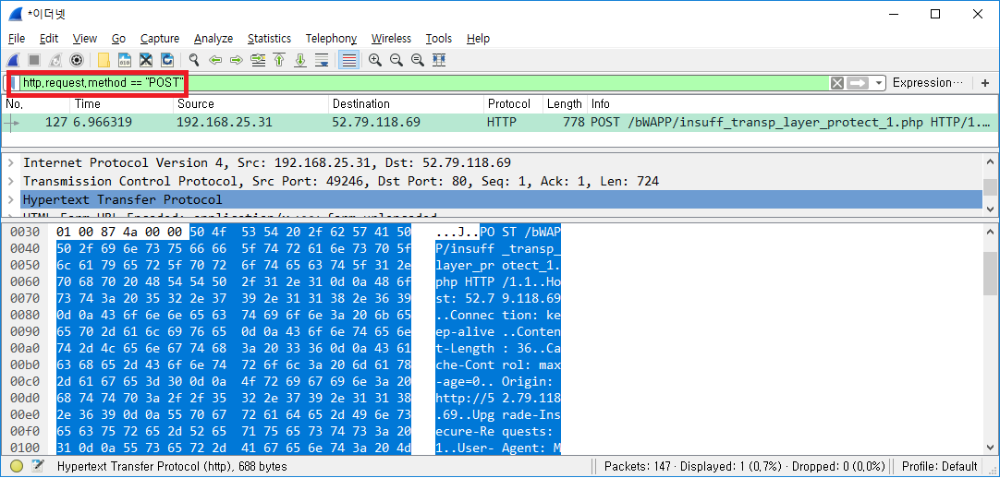 *이더넷
File Edit View Go Capture Analyze Statistics Telephony Wireless Tools Help
http.request.method == "POST"
Expression…
+
No. Time Source Destination Protocol Length Info
127 6.966319 192.168.25.31 52.79.118.69 HTTP 778 POST /bWAPP/insuff_transp_layer_protect_1.php HTTP/1.…
Internet Protocol Version 4, Src: 192.168.25.31, Dst: 52.79.118.69
Transmission Control Protocol, Src Port: 49246, Dst Port: 80, Seq: 1, Ack: 1, Len: 724
Hypertext Transfer Protocol
0030 01 00 87 4a 00 00 50 4f 53 54 20 2f 62 57 41 50 ...J..PO ST /bWAP
0040 50 2f 69 6e 73 75 66 66 5f 74 72 61 6e 73 70 5f P/insuff _transp_
0050 6c 61 79 65 72 5f 70 72 6f 74 65 63 74 5f 31 2e layer_pr otect_1.
0060 70 68 70 20 48 54 54 50 2f 31 2e 31 0d 0a 48 6f php HTTP /1.1..Ho
0070 73 74 3a 20 35 32 2e 37 39 2e 31 31 38 2e 36 39 st: 52.7 9.118.69
0080 0d 0a 43 6f 6e 6e 65 63 74 69 6f 6e 3a 20 6b 65 ..Connec tion: ke
0090 65 70 2d 61 6c 69 76 65 0d 0a 43 6f 6e 74 65 6e ep-alive ..Conten
00a0 74 2d 4c 65 6e 67 74 68 3a 20 33 36 0d 0a 43 61 t-Length : 36..Ca
00b0 63 68 65 2d 43 6f 6e 74 72 6f 6c 3a 20 6d 61 78 che-Cont rol: max
00c0 2d 61 67 65 3d 30 0d 0a 4f 72 69 67 69 6e 3a 20 -age=0.. Origin: 
00d0 68 74 74 70 3a 2f 2f 35 32 2e 37 39 2e 31 31 38 http://5 2.79.118
00e0 2e 36 39 0d 0a 55 70 67 72 61 64 65 2d 49 6e 73 .69..Upg rade-Ins
00f0 65 63 75 72 65 2d 52 65 71 75 65 73 74 73 3a 20 ecure-Re quests: 
0100 31 0d 0a 55 73 65 72 2d 41 67 65 6e 74 3a 20 4d 1..User- Agent: M
Hypertext Transfer Protocol (http), 688 bytes
Packets: 147 · Displayed: 1 (0,7%) · Dropped: 0 (0,0%)
Profile: Default